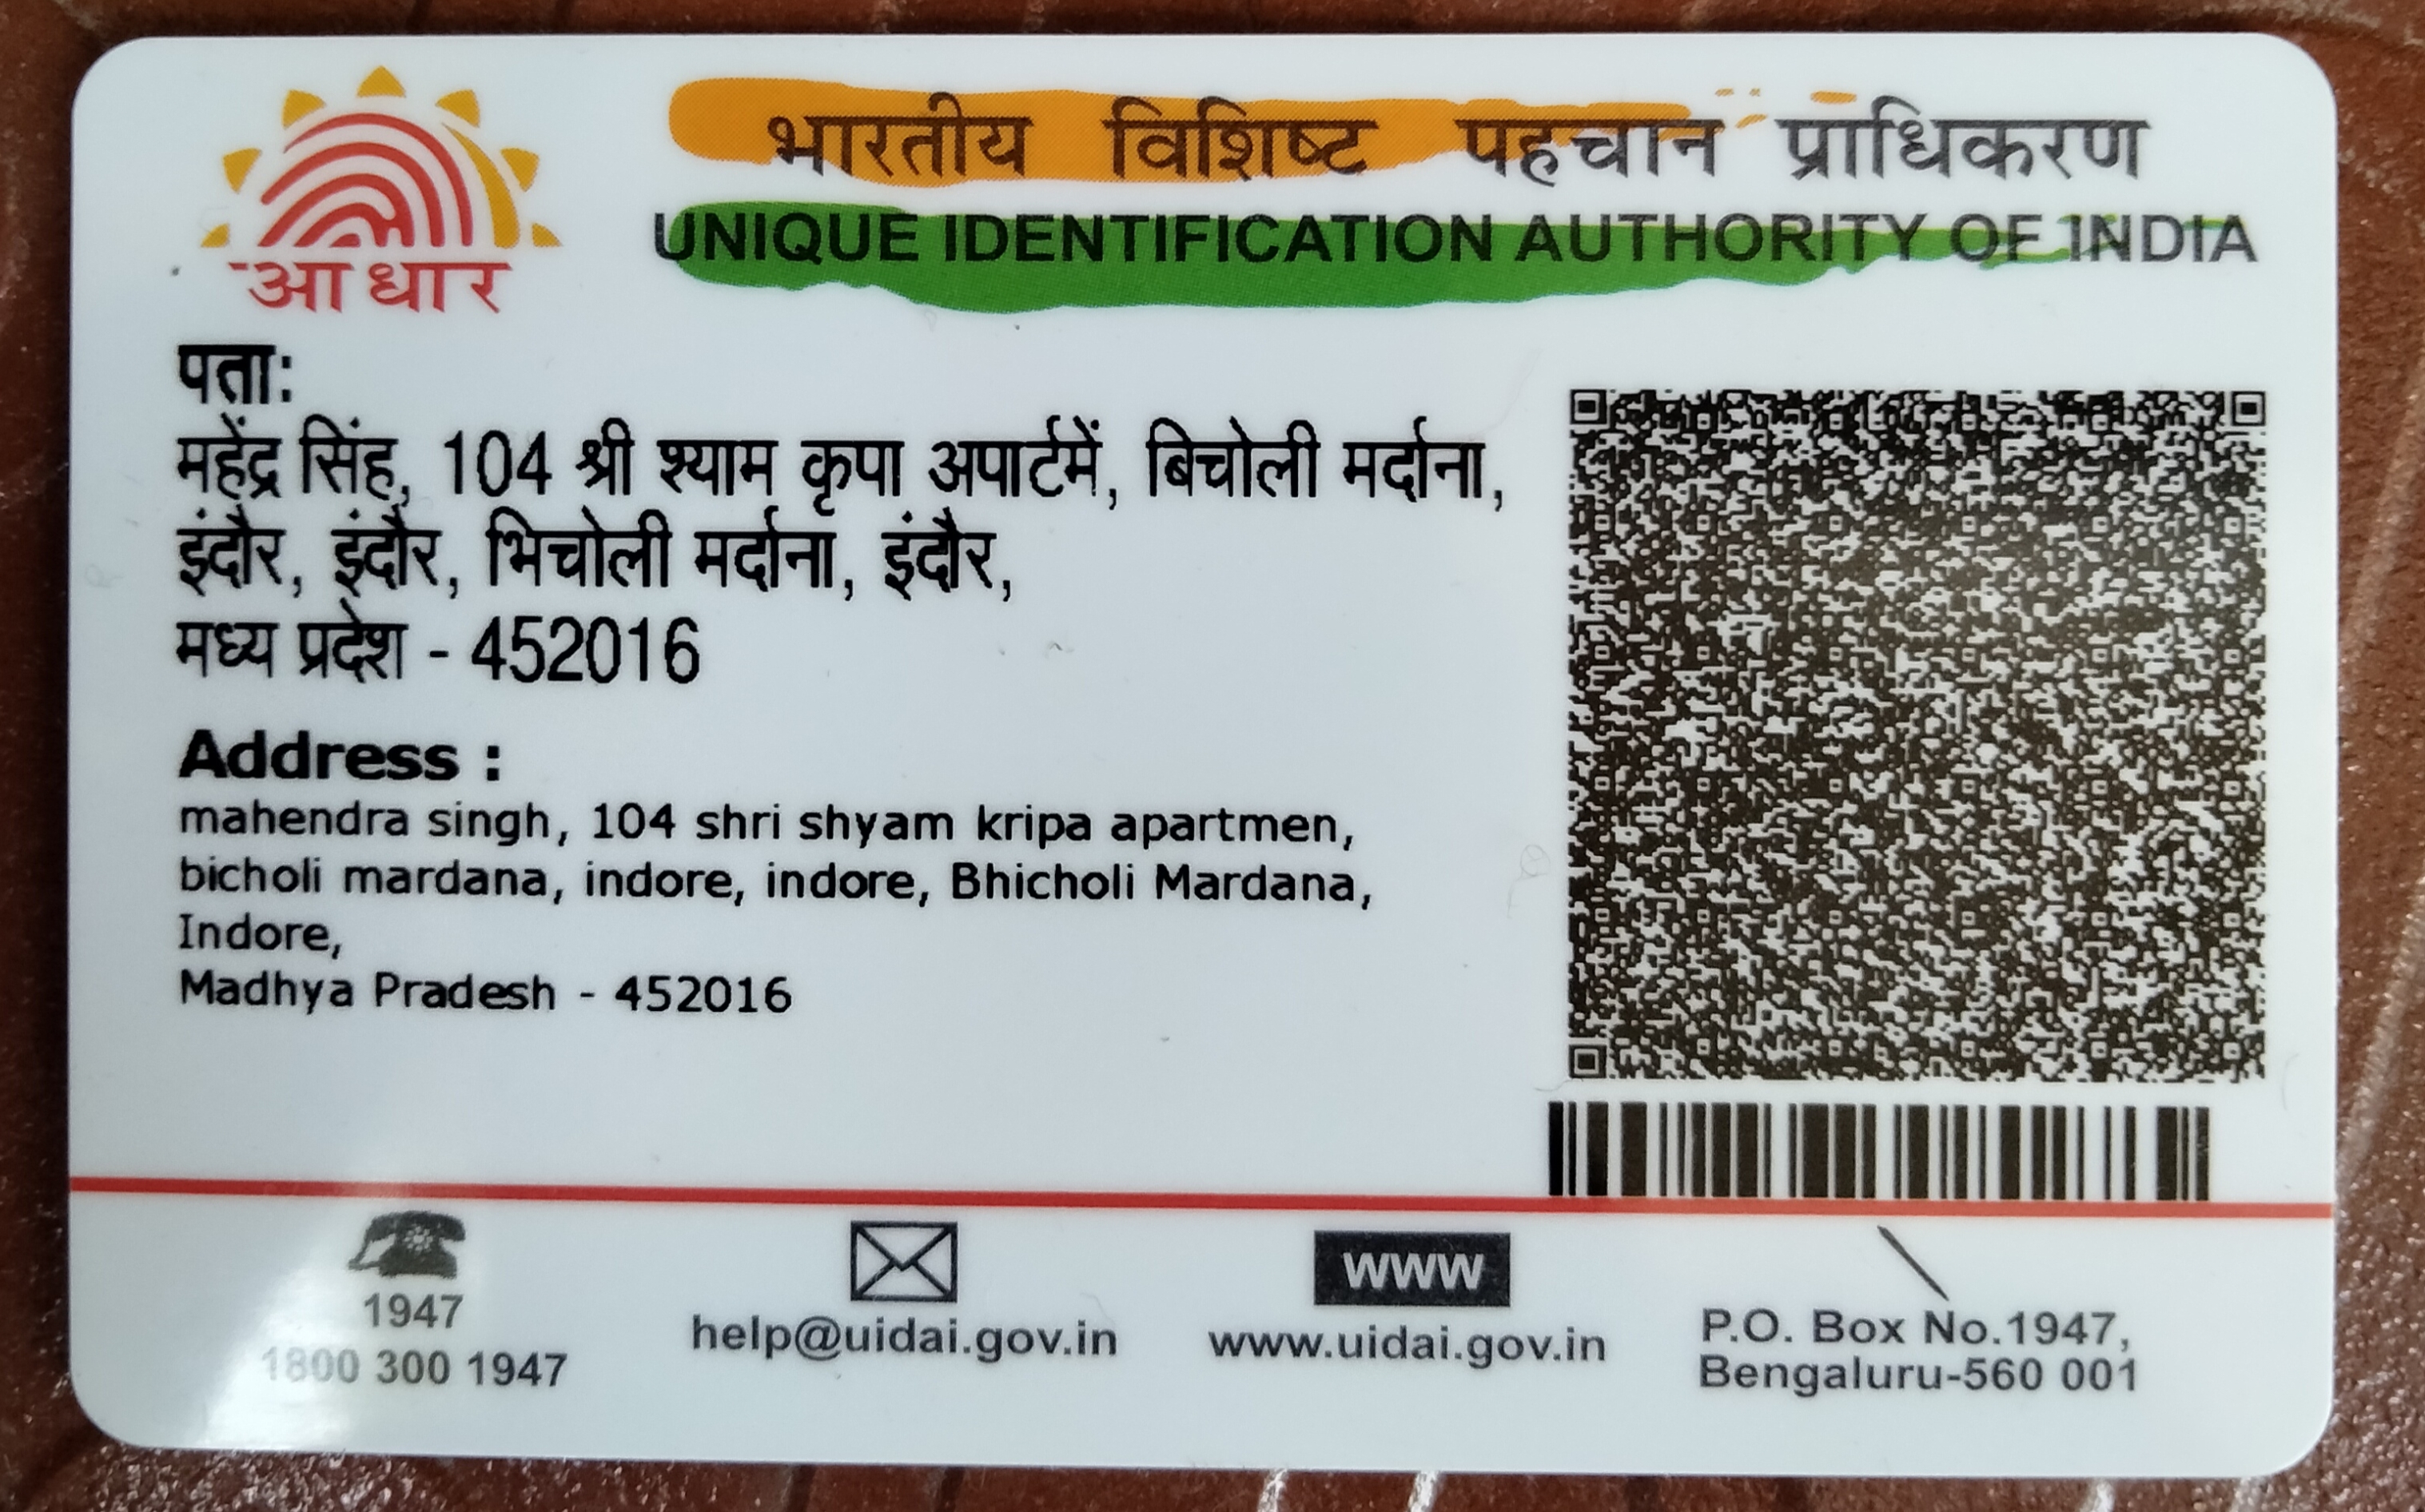 आधार
भारतीय विशिष्ट पहचान प्राधिकरण
UNIQUE IDENTIFICATION AUTHORITY OF INDIA
पता:
महेंद्र सिंह, 104 श्री श्याम कृपा अपार्टमें, बिचोली मर्दाना,
इंदौर, इंदौर, भिचोली मर्दाना, इंदौर,
मध्य प्रदेश - 452016
Address :
mahendra singh, 104 shri shyam kripa apartmen,
bicholi mardana, indore, indore, Bhicholi Mardana,
Indore,
Madhya Pradesh - 452016
1947
1800 300 1947
help@uidai.gov.in
www
www.uidai.gov.in
P.O. Box No.1947,
Bengaluru-560 001